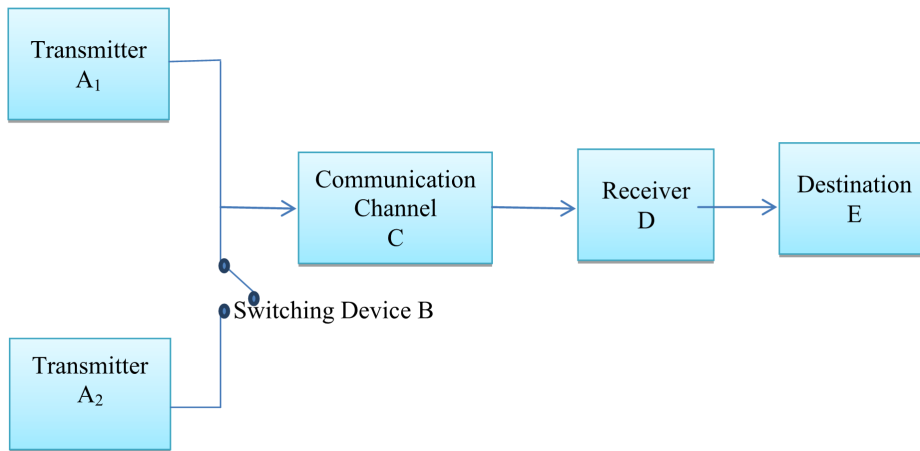 Transmitter
A₁
Communication
Channel
C
Receiver
D
Destination
E
Switching Device B
Transmitter
A₂